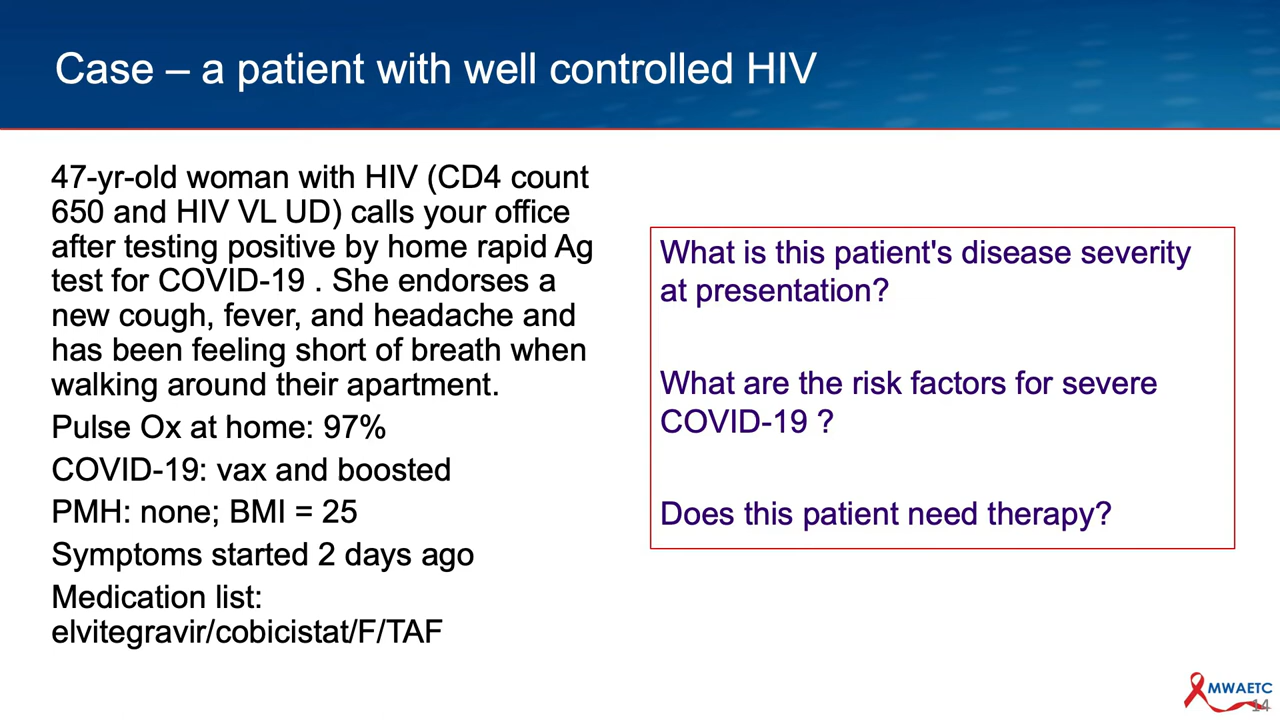 Case – a patient with well controlled HIV
47-yr-old woman with HIV (CD4 count
650 and HIV VL UD) calls your office
after testing positive by home rapid Ag
test for COVID-19 . She endorses a
new cough, fever, and headache and
has been feeling short of breath when
walking around their apartment.
Pulse Ox at home: 97%
COVID-19: vax and boosted
PMH: none; BMI = 25
Symptoms started 2 days ago
Medication list:
elvitegravir/cobicistat/F/TAF
What is this patient's disease severity
at presentation?
What are the risk factors for severe
COVID-19 ?
Does this patient need therapy?
MWAETC
14